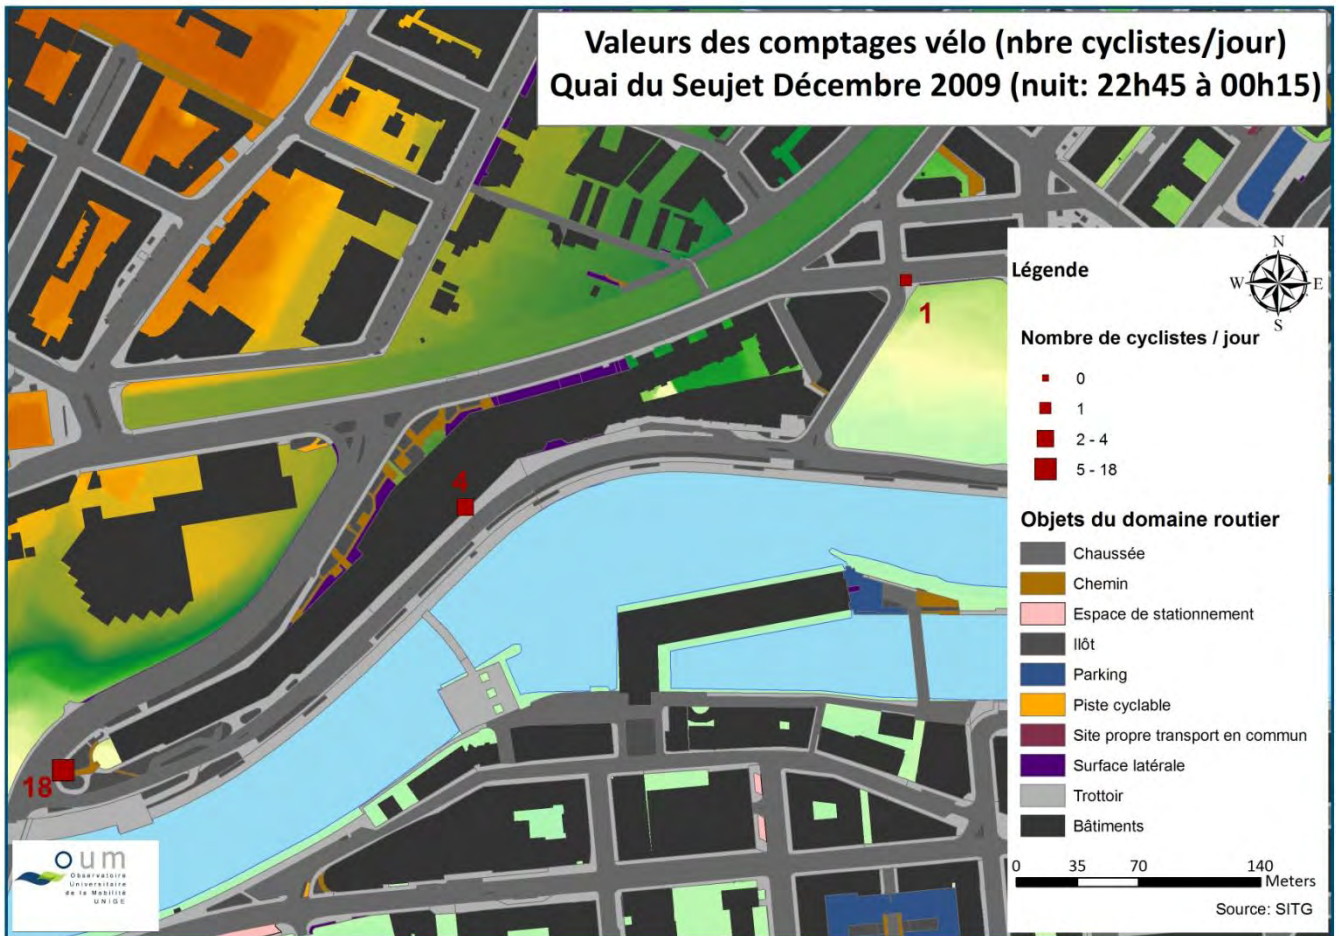 Valeurs des comptages vélo (nbre cyclistes/jour)
Quai du Seujet Décembre 2009 (nuit: 22h45 à 00h15)
N
W
E
S
Légende
1
Nombre de cyclistes / jour
0
1
2 - 4
5 - 18
4
Objets du domaine routier
Chaussée
Chemin
Espace de stationnement
Ilôt
Parking
Piste cyclable
Site propre transport en commun
Surface latérale
Trottoir
Bâtiments
18
oum
Observatoire
Universitaire
de la Mobilité
UNIGE
0 35 70 140
Meters
Source: SITG